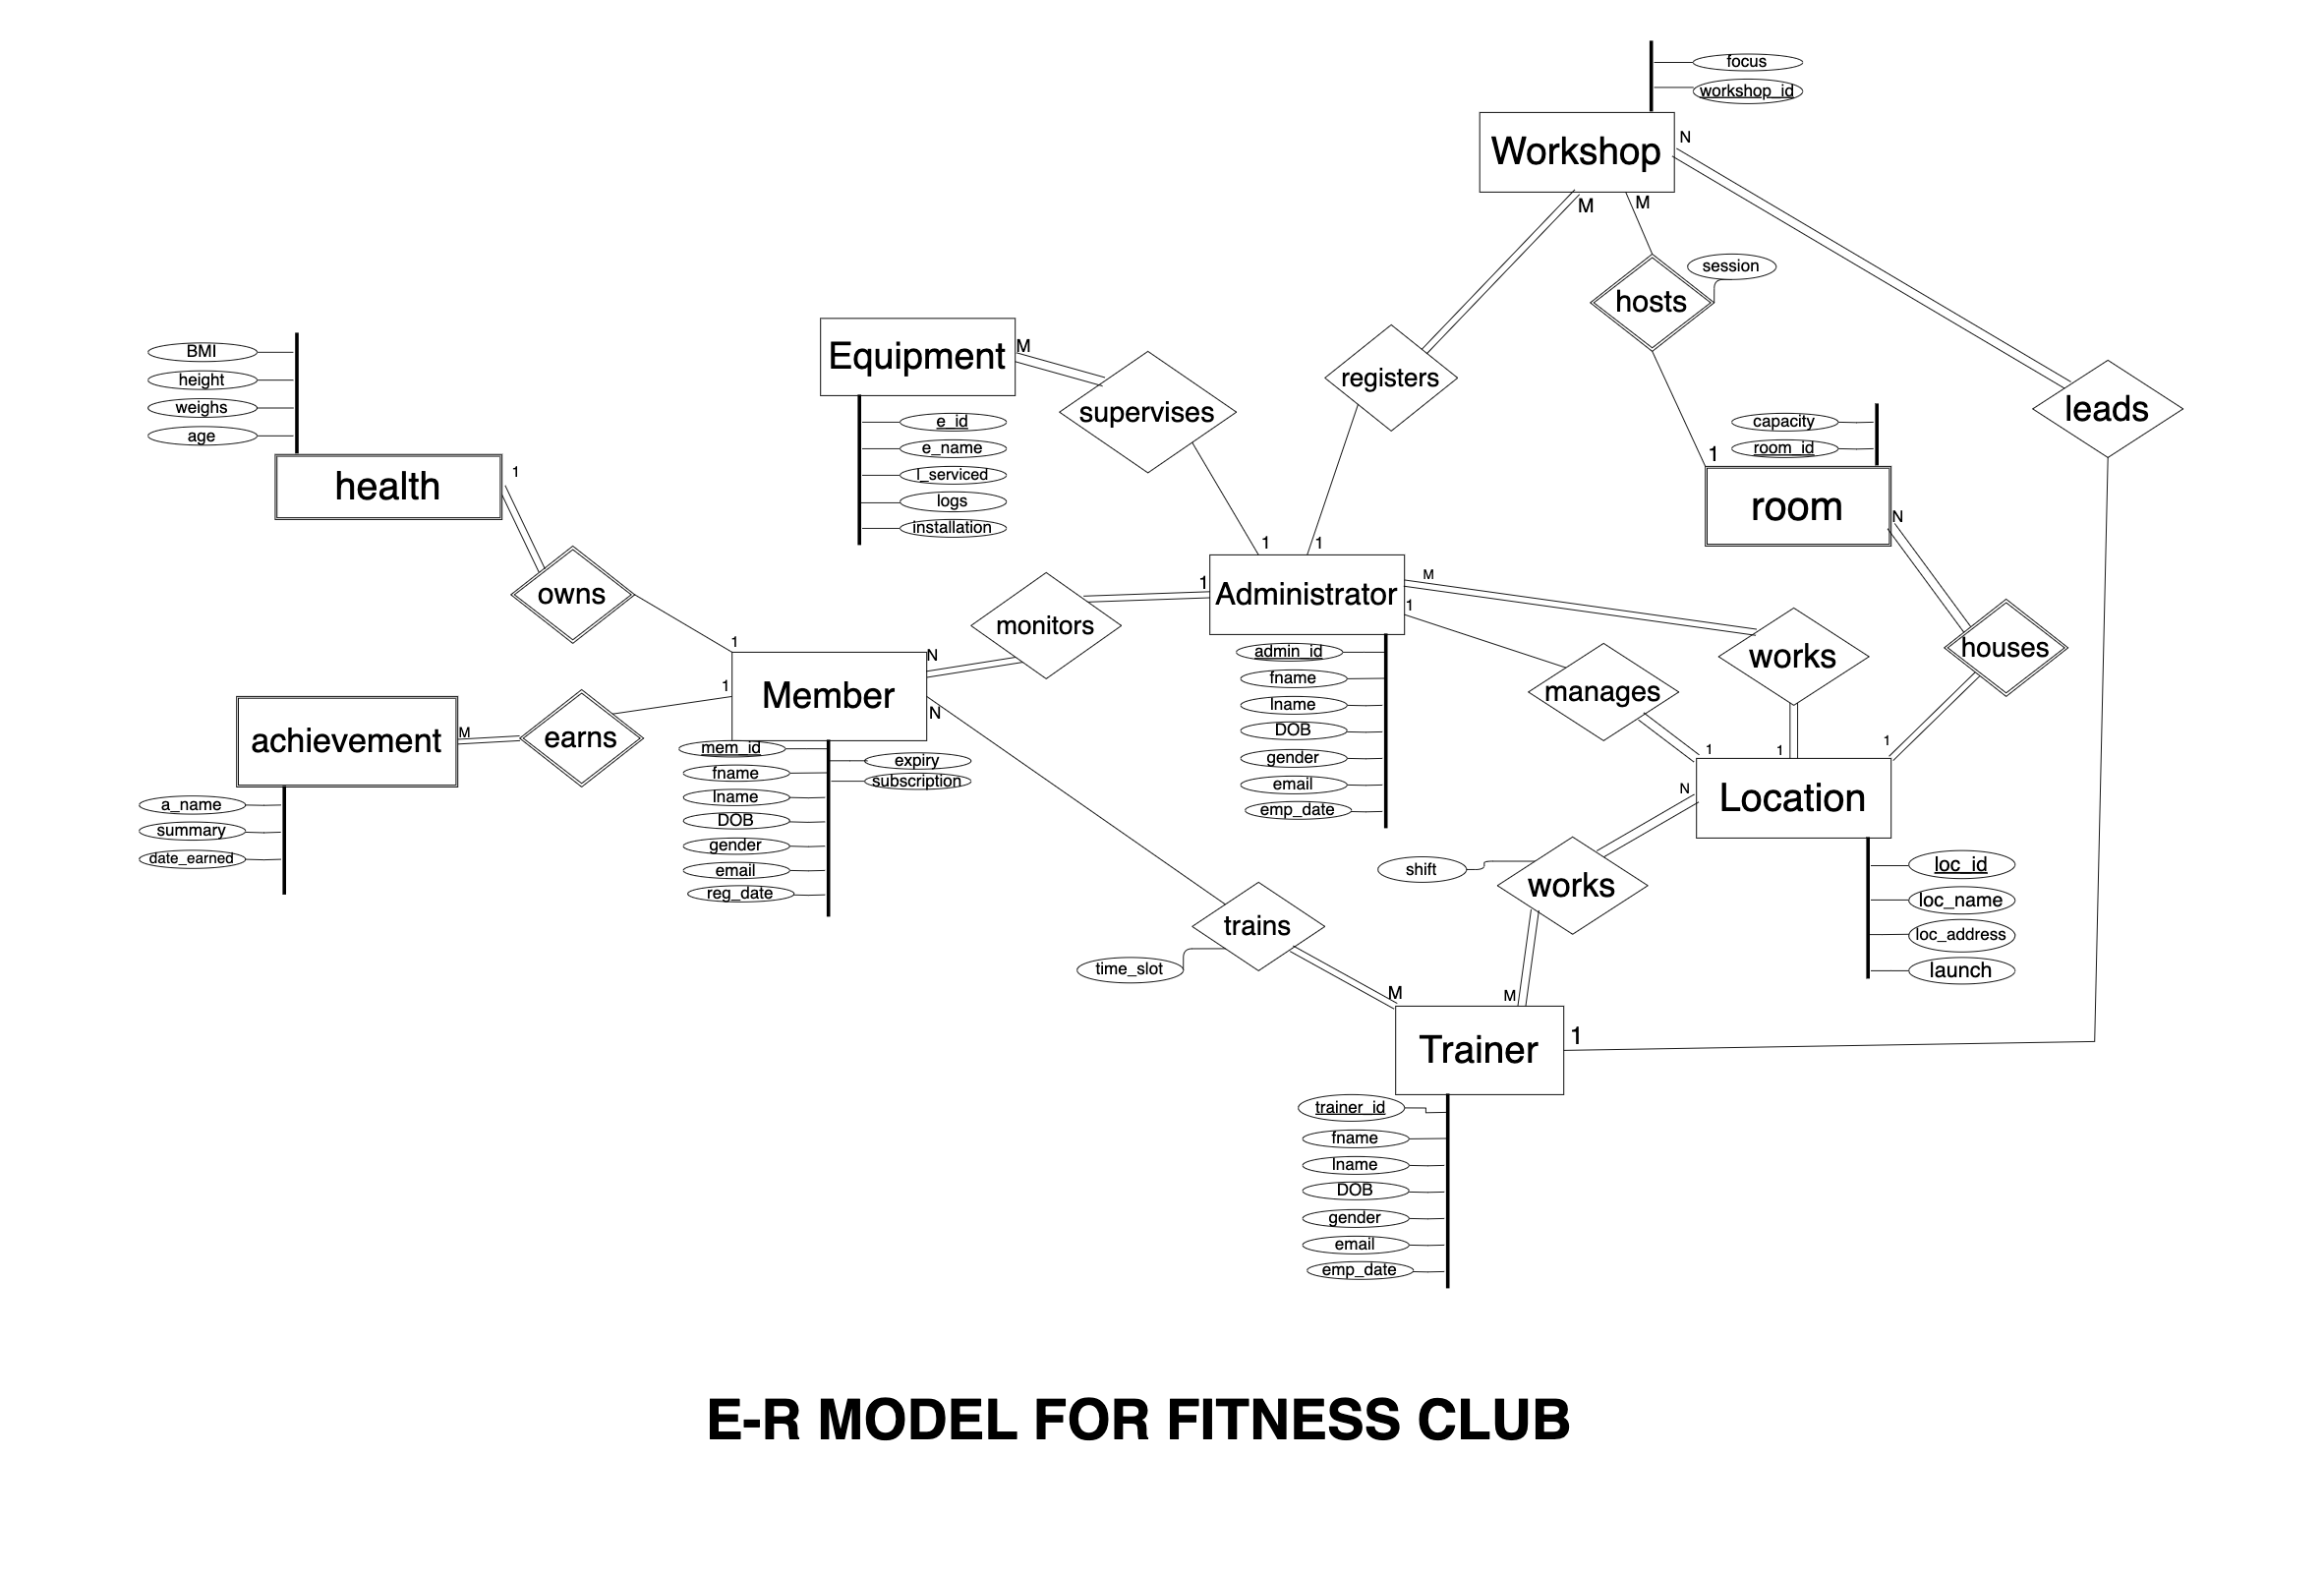 focus
workshop_id
Workshop
N
M
M
session
hosts
Equipment
M
supervises
registers
leads
e_id
e_name
l_serviced
logs
installation
BMI
height
weighs
age
health
1
capacity
room_id
1
room
N
1
1
owns
1
monitors
1
Administrator
M
1
works
houses
manages
N
1
Member
1
N
achievement
M
earns
mem_id
fname
lname
DOB
gender
email
reg_date
expiry
subscription
admin_id
fname
lname
DOB
gender
email
emp_date
1
1
1
Location
N
a_name
summary
date_earned
shift
works
loc_id
loc_name
loc_address
launch
trains
time_slot
M
M
Trainer
1
trainer_id
fname
lname
DOB
gender
email
emp_date
E-R MODEL FOR FITNESS CLUB